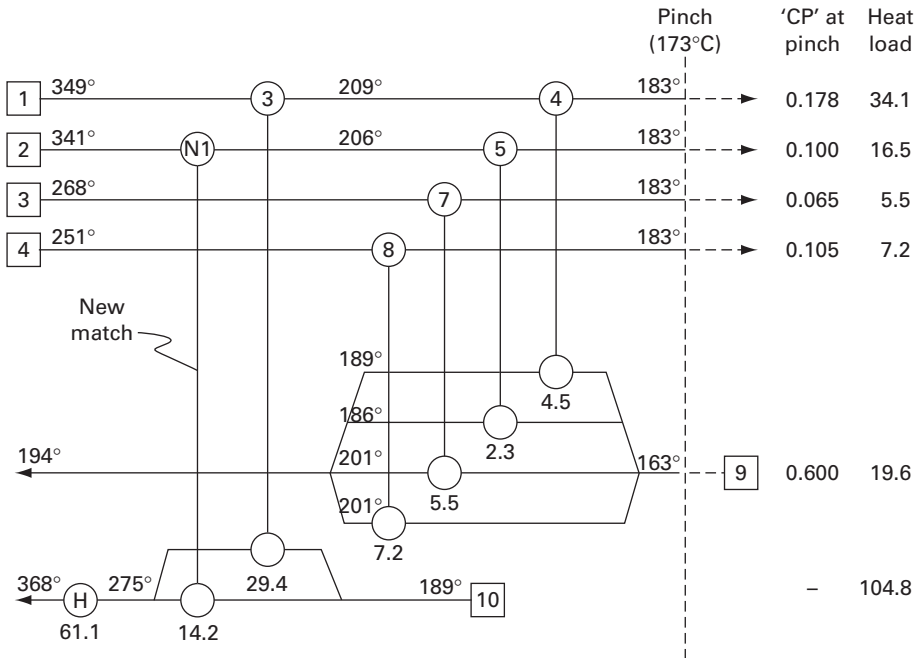 Pinch
(173°C)
'CP' at
pinch
Heat
load
1 349° 3 209° 4 183° 0.178 34.1
2 341° N1 206° 5 183° 0.100 16.5
3 268° 7 183° 0.065 5.5
4 251° 8 183° 0.105 7.2
New
match
189°
4.5
186°
2.3
194° 201° 163° 9 0.600 19.6
5.5
201°
7.2
29.4
368° H 275° 189° 10 – 104.8
61.1 14.2